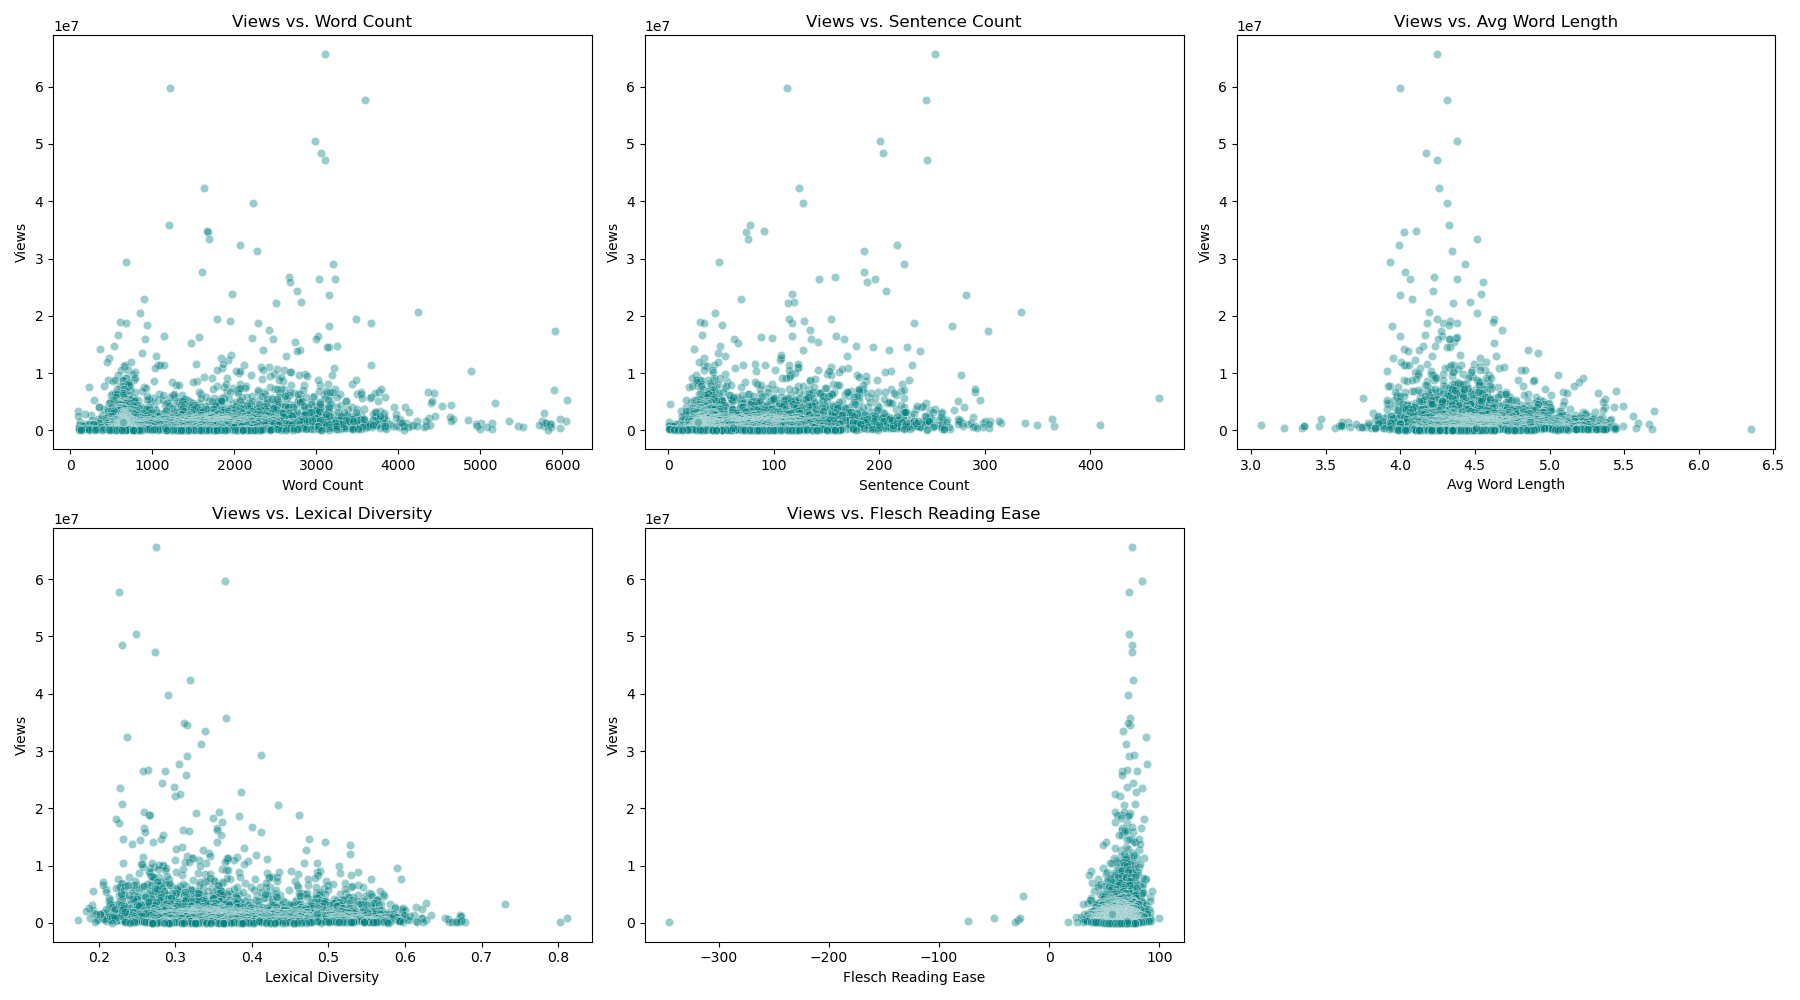 Views vs. Word Count
1e7
Views
6
5
4
3
2
1
0
0 1000 2000 3000 4000 5000 6000
Word Count
Views vs. Sentence Count
1e7
Views
6
5
4
3
2
1
0
0 100 200 300 400
Sentence Count
Views vs. Avg Word Length
1e7
Views
6
5
4
3
2
1
0
3.0 3.5 4.0 4.5 5.0 5.5 6.0 6.5
Avg Word Length
Views vs. Lexical Diversity
1e7
Views
6
5
4
3
2
1
0
0.2 0.3 0.4 0.5 0.6 0.7 0.8
Lexical Diversity
Views vs. Flesch Reading Ease
1e7
Views
6
5
4
3
2
1
0
−300 −200 −100 0 100
Flesch Reading Ease